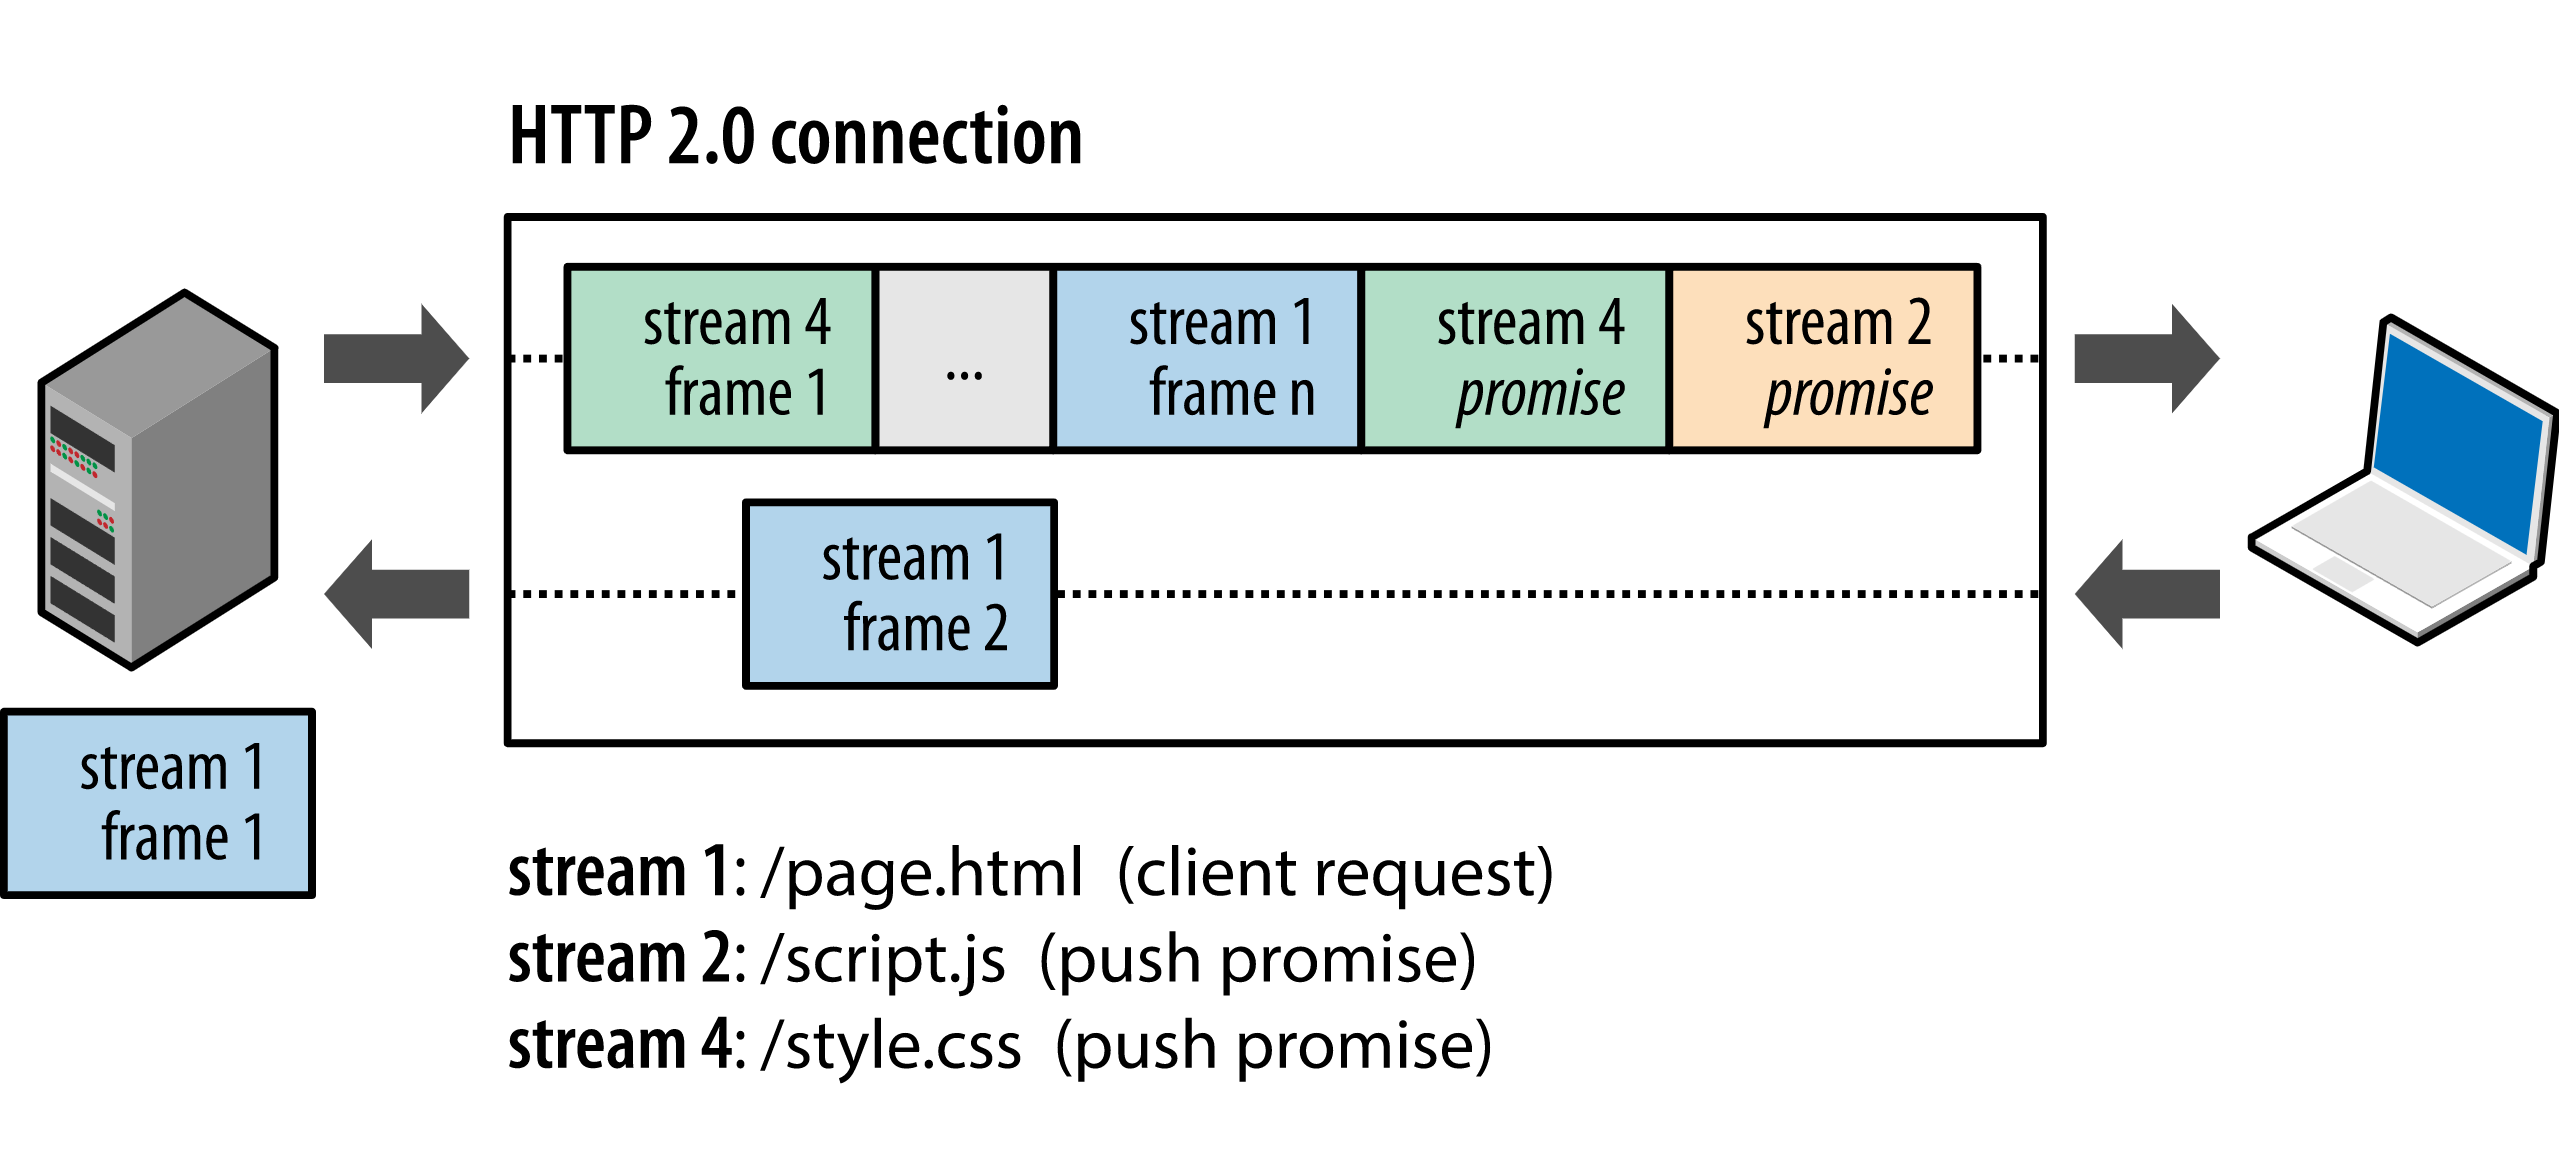 HTTP 2.0 connection
stream 4
frame 1
...
stream 1
frame n
stream 4
promise
stream 2
promise
stream 1
frame 2
stream 1
frame 1
stream 1: /page.html (client request)
stream 2: /script.js (push promise)
stream 4: /style.css (push promise)